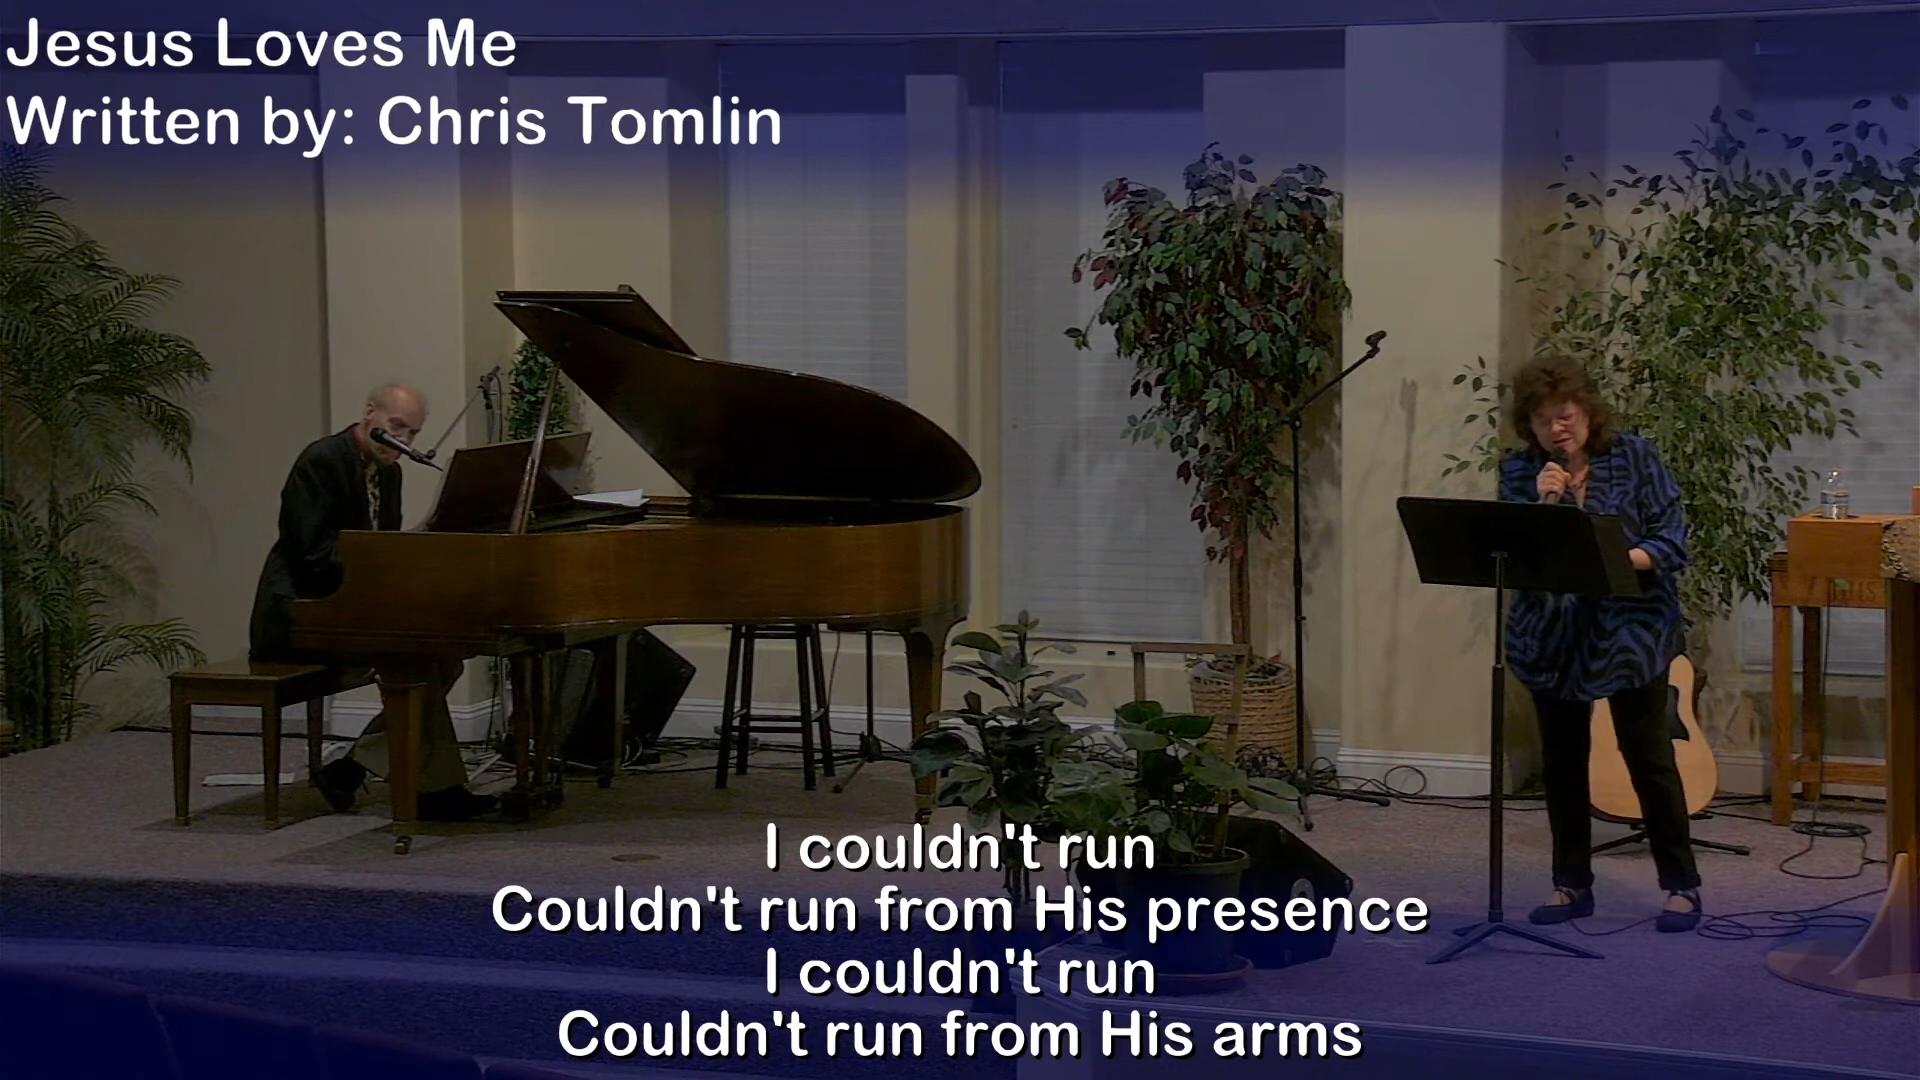 Jesus Loves Me
Written by: Chris Tomlin
I couldn't run
Couldn't run from His presence
I couldn't run
Couldn't run from His arms